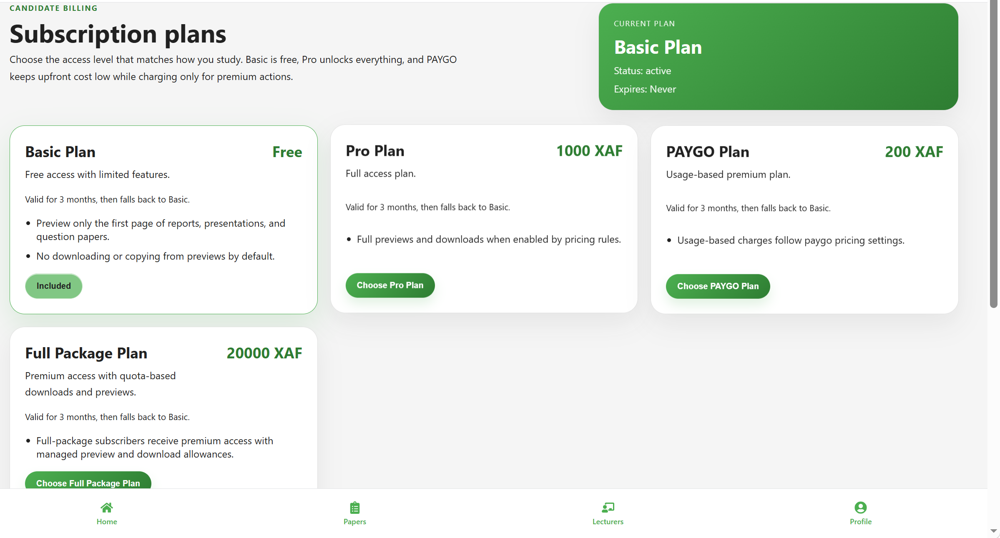 CANDIDATE BILLING
Subscription plans
Choose the access level that matches how you study. Basic is free, Pro unlocks everything, and PAYGO
keeps upfront cost low while charging only for premium actions.
CURRENT PLAN
Basic Plan
Status: active
Expires: Never
Basic Plan
Free
Free access with limited features.
Valid for 3 months, then falls back to Basic.
• Preview only the first page of reports, presentations, and
question papers.
• No downloading or copying from previews by default.
Included
Pro Plan
1000 XAF
Full access plan.
Valid for 3 months, then falls back to Basic.
• Full previews and downloads when enabled by pricing rules.
Choose Pro Plan
PAYGO Plan
200 XAF
Usage-based premium plan.
Valid for 3 months, then falls back to Basic.
• Usage-based charges follow paygo pricing settings.
Choose PAYGO Plan
Full Package Plan
20000 XAF
Premium access with quota-based
downloads and previews.
Valid for 3 months, then falls back to Basic.
• Full-package subscribers receive premium access with
managed preview and download allowances.
Choose Full Package Plan
Home
Papers
Lecturers
Profile